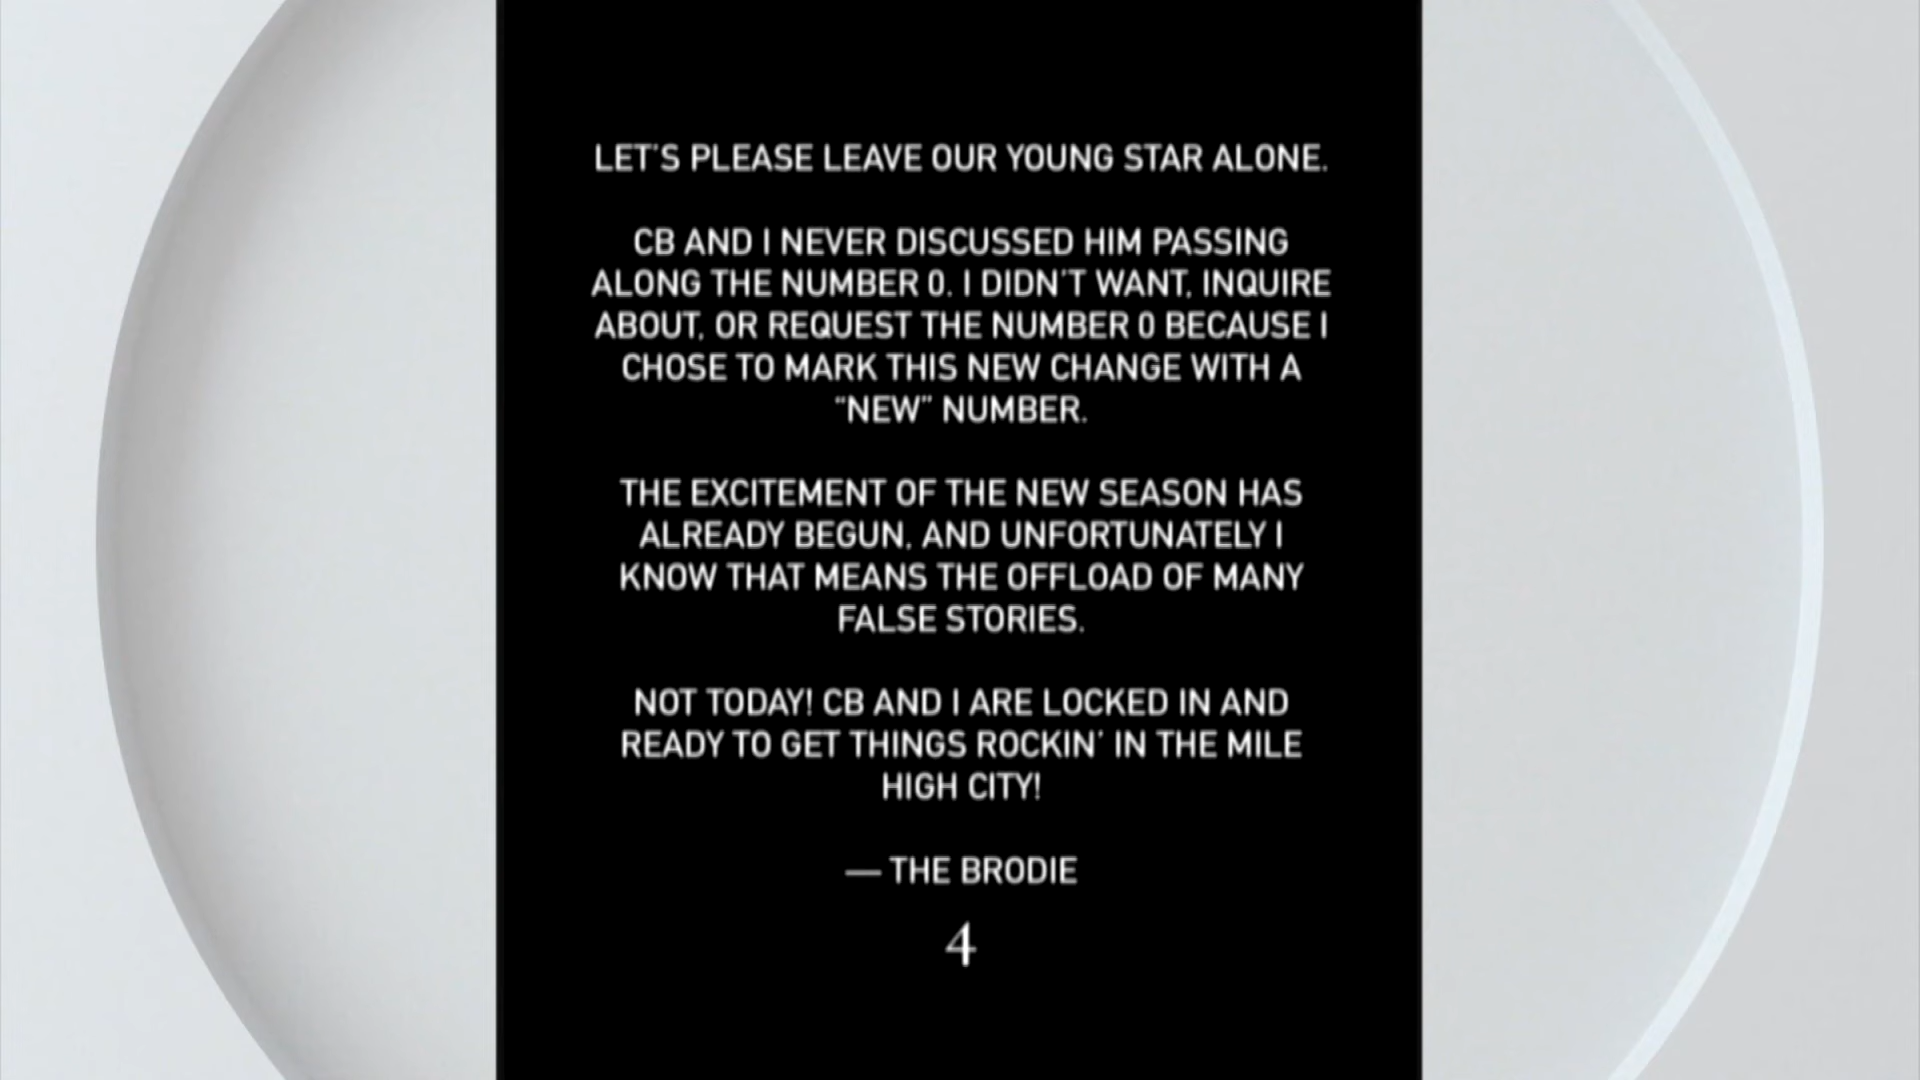 LET'S PLEASE LEAVE OUR YOUNG STAR ALONE.
CB AND I NEVER DISCUSSED HIM PASSING
ALONG THE NUMBER 0. I DIDN'T WANT, INQUIRE
ABOUT, OR REQUEST THE NUMBER 0 BECAUSE I
CHOSE TO MARK THIS NEW CHANGE WITH A
“NEW” NUMBER.
THE EXCITEMENT OF THE NEW SEASON HAS
ALREADY BEGUN, AND UNFORTUNATELY I
KNOW THAT MEANS THE OFFLOAD OF MANY
FALSE STORIES.
NOT TODAY! CB AND I ARE LOCKED IN AND
READY TO GET THINGS ROCKIN' IN THE MILE
HIGH CITY!
— THE BRODIE
4